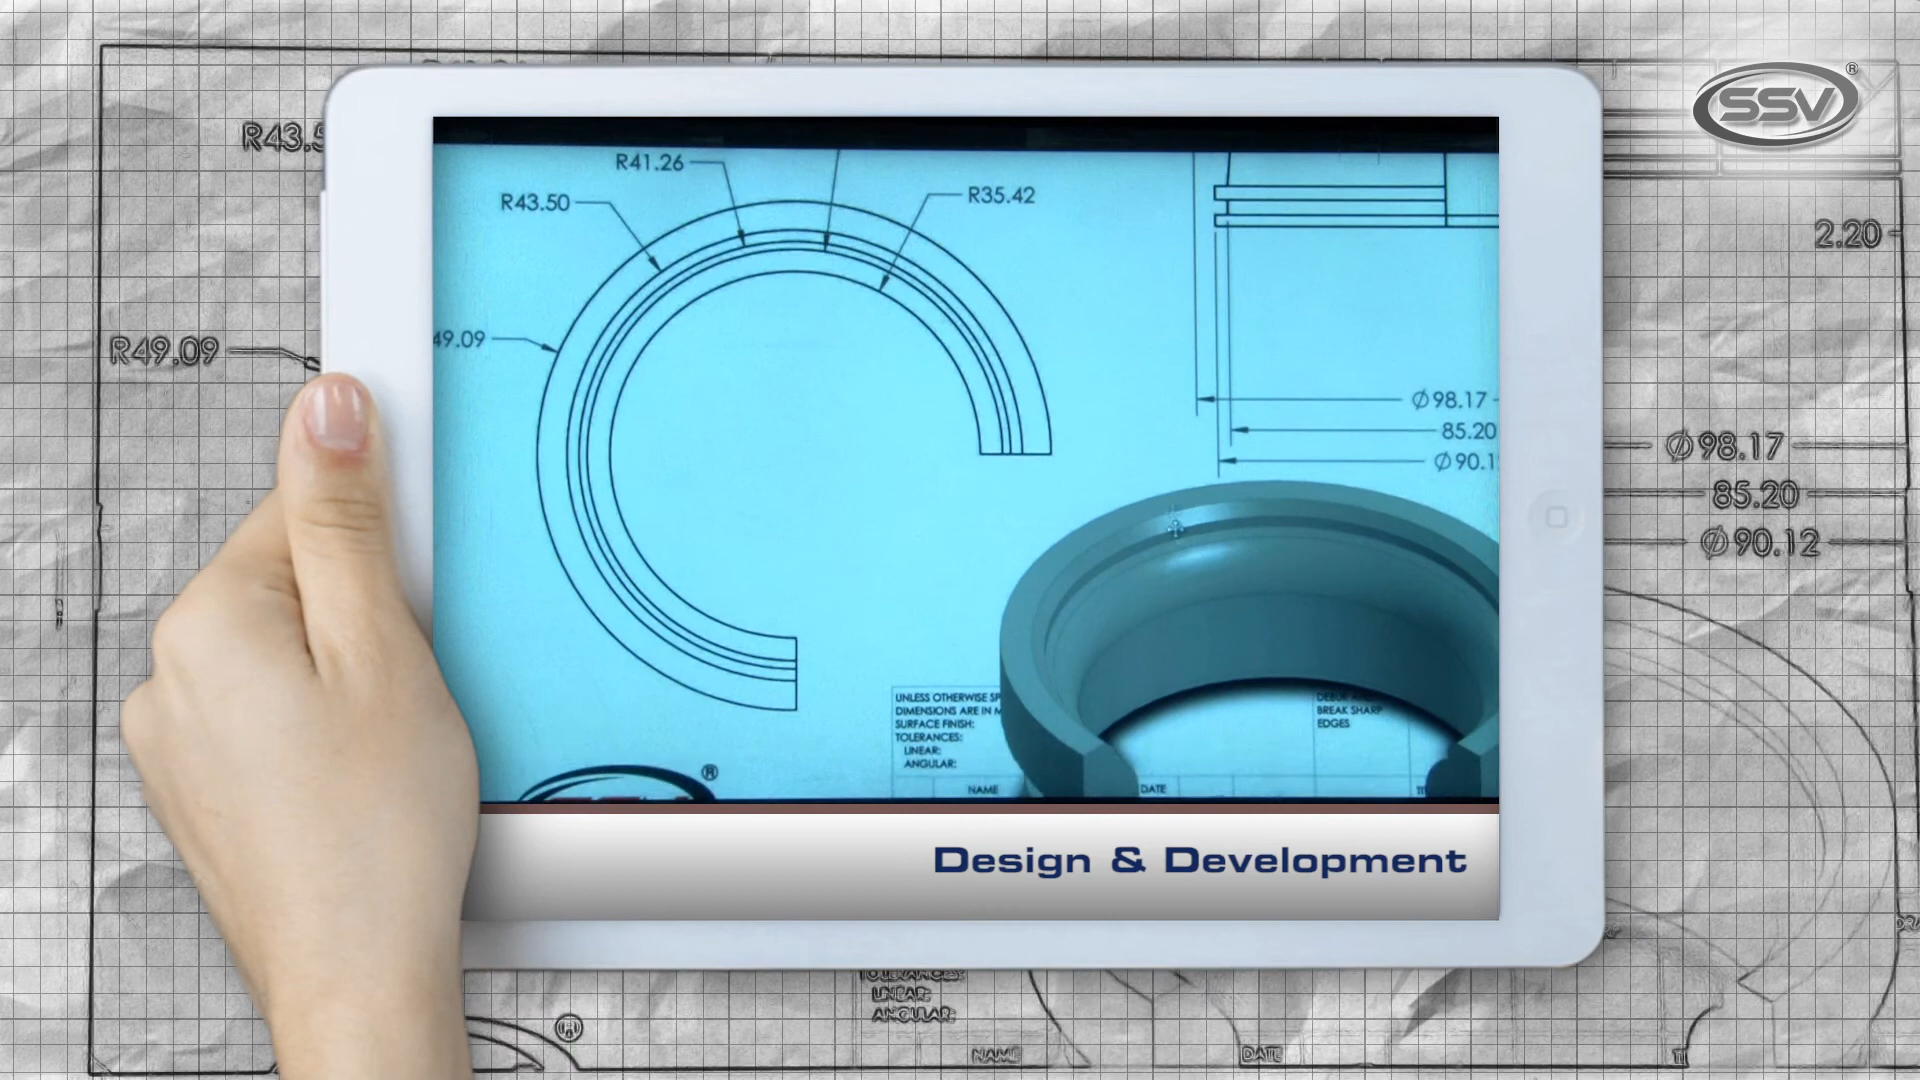 SSV®
R43.5
R41.26
R43.50
R35.42
2.20
49.09
R49.09
Ø98.17
85.20
Ø90.1
Ø98.17
85.20
Ø90.12
UNLESS OTHERWISE SP
DIMENSIONS ARE IN M
SURFACE FINISH:
TOLERANCES:
LINEAR:
ANGULAR:
BREAK SHARP
EDGES
®
NAME
DATE
Design & Development
TOLERANCES:
LINEAR:
ANGULAR:
®
NAME
DATE